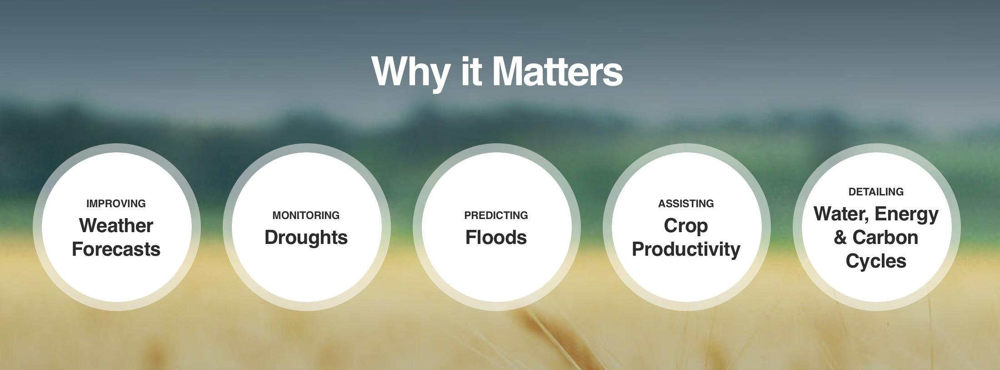 Why it Matters
IMPROVING
Weather
Forecasts
MONITORING
Droughts
PREDICTING
Floods
ASSISTING
Crop
Productivity
DETAILING
Water, Energy
& Carbon
Cycles